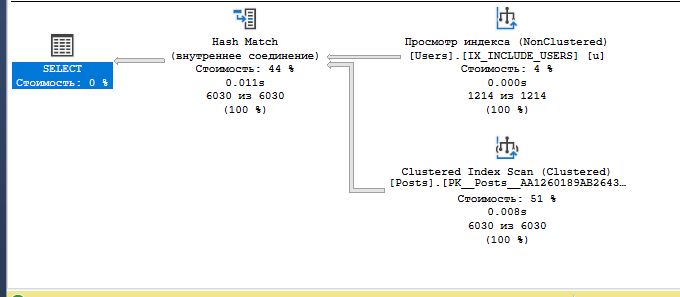 SELECT
Стоимость: 0 %
Hash Match
(внутреннее соединение)
Стоимость: 44 %
0.011s
6030 из 6030
(100 %)
Просмотр индекса (NonClustered)
[Users].[IX_INCLUDE_USERS] [u]
Стоимость: 4 %
0.000s
1214 из 1214
(100 %)
Clustered Index Scan (Clustered)
[Posts].[PK__Posts__AA1260189AB2643…
Стоимость: 51 %
0.008s
6030 из 6030
(100 %)